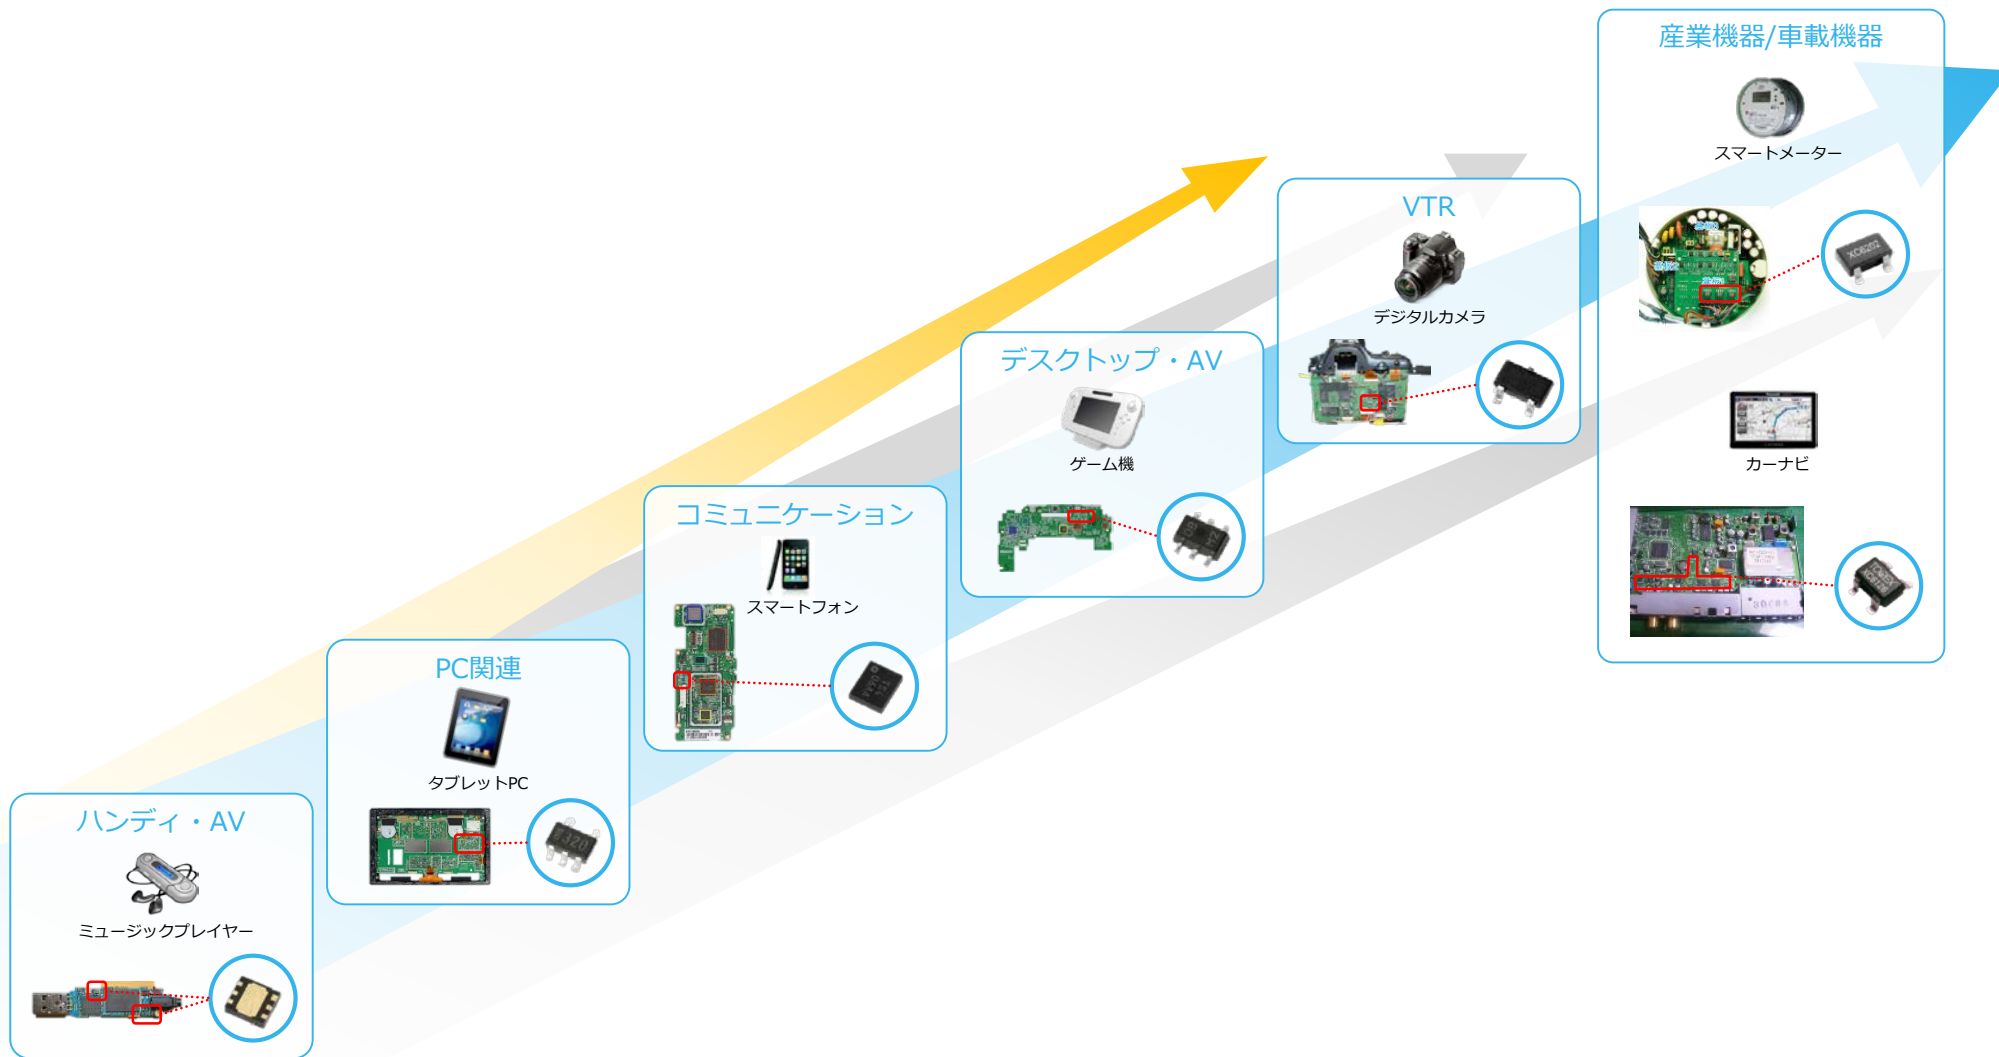 産業機器/車載機器
スマートメーター
XC6202
カーナビ
VTR
デジタルカメラ
デスクトップ・AV
ゲーム機
コミュニケーション
スマートフォン
PC関連
タブレットPC
320
ハンディ・AV
ミュージックプレイヤー